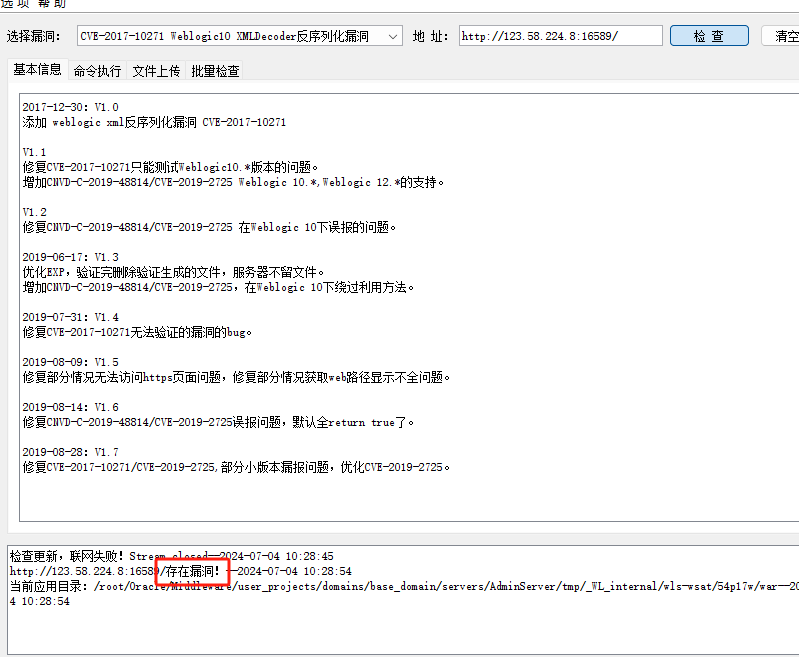 选 项  帮 助
选择漏洞： CVE-2017-10271 Weblogic10 XMLDecoder反序列化漏洞 地 址： http://123.58.224.8:16589/ 检 查 清空
基本信息 命令执行 文件上传 批量检查
2017-12-30：V1.0
添加 weblogic xml反序列化漏洞 CVE-2017-10271
V1.1
修复CVE-2017-10271只能测试Weblogic10.*版本的问题。
增加CNVD-C-2019-48814/CVE-2019-2725 Weblogic 10.*,Weblogic 12.*的支持。
V1.2
修复CNVD-C-2019-48814/CVE-2019-2725 在Weblogic 10下误报的问题。
2019-06-17：V1.3
优化EXP，验证完删除验证生成的文件，服务器不留文件。
增加CNVD-C-2019-48814/CVE-2019-2725，在Weblogic 10下绕过利用方法。
2019-07-31：V1.4
修复CVE-2017-10271无法验证的漏洞的bug。
2019-08-09：V1.5
修复部分情况无法访问https页面问题，修复部分情况获取web路径显示不全问题。
2019-08-14：V1.6
修复CNVD-C-2019-48814/CVE-2019-2725误报问题，默认全return true了。
2019-08-28：V1.7
修复CVE-2017-10271/CVE-2019-2725,部分小版本漏报问题，优化CVE-2019-2725。
检查更新，联网失败！Stream closed--2024-07-04 10:28:45
http://123.58.224.8:16589/存在漏洞！--2024-07-04 10:28:54
当前应用目录：/root/Oracle/Middleware/user_projects/domains/base_domain/servers/AdminServer/tmp/_WL_internal/wls-wsat/54p17w/war--20
4 10:28:54